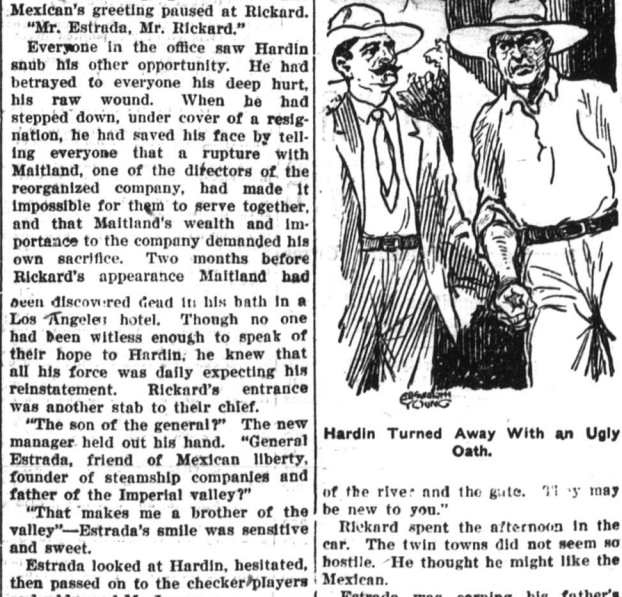 Mexican's greeting paused at Rickard.
"Mr. Estrada, Mr. Rickard."
Everyone in the office saw Hardin
snub his other opportunity. He had
betrayed to everyone his deep hurt,
his raw wound. When he had
stepped down, under cover of a resig-
nation, he had saved his face by tell-
ing everyone that a rupture with
Maitland, one of the directors of the
reorganized company, had made it
impossible for them to serve together,
and that Maitland's wealth and im-
portance to the company demanded his
own sacrifice. Two months before
Rickard's appearance Maitland had
been discovered dead in his bath in a
Los Angeles hotel. Though no one
had been witless enough to speak of
their hope to Hardin, he knew that
all his force was daily expecting his
reinstatement. Rickard's entrance
was another stab to their chief.
"The son of the general?" The new
manager held out his hand. "General
Estrada, friend of Mexican liberty,
founder of steamship companies and
father of the Imperial valley?"
"That makes me a brother of the
valley"—Estrada's smile was sensitive
and sweet.
Estrada looked at Hardin, hesitated,
then passed on to the checker players
YOUNG
Hardin Turned Away With an Ugly
Oath.
of the river and the gate. They may
be new to you."
Rickard spent the afternoon in the
car. The twin towns did not seem so
hostile. He thought he might like the
Mexican.
Estrada was earning his father's